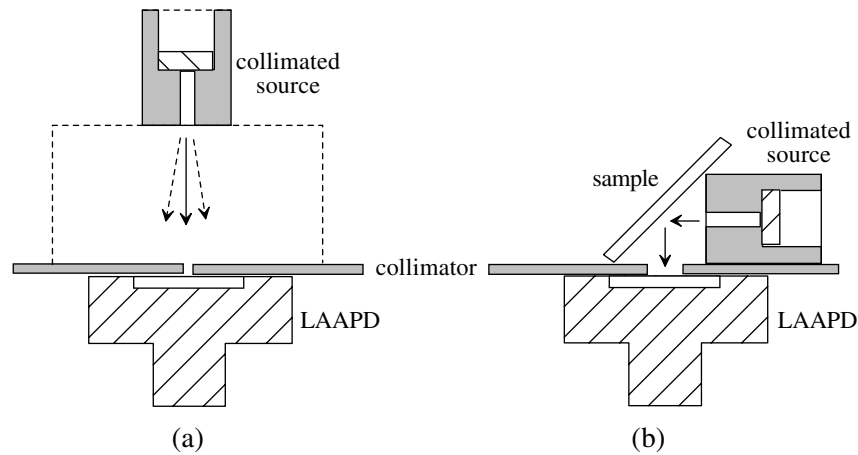 collimated
source
collimated
source
sample
collimator
LAAPD
LAAPD
(a)
(b)